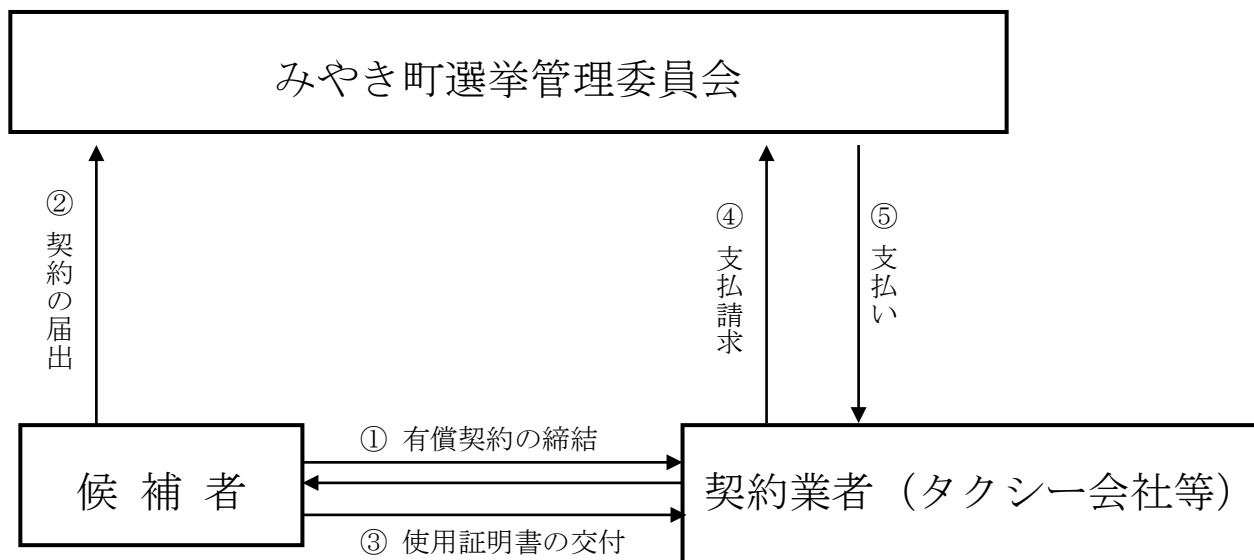 みやき町選挙管理委員会
② 契約の届出
④ 支払請求
⑤ 支払い
① 有償契約の締結
候 補 者
契約業者（タクシー会社等）
③ 使用証明書の交付